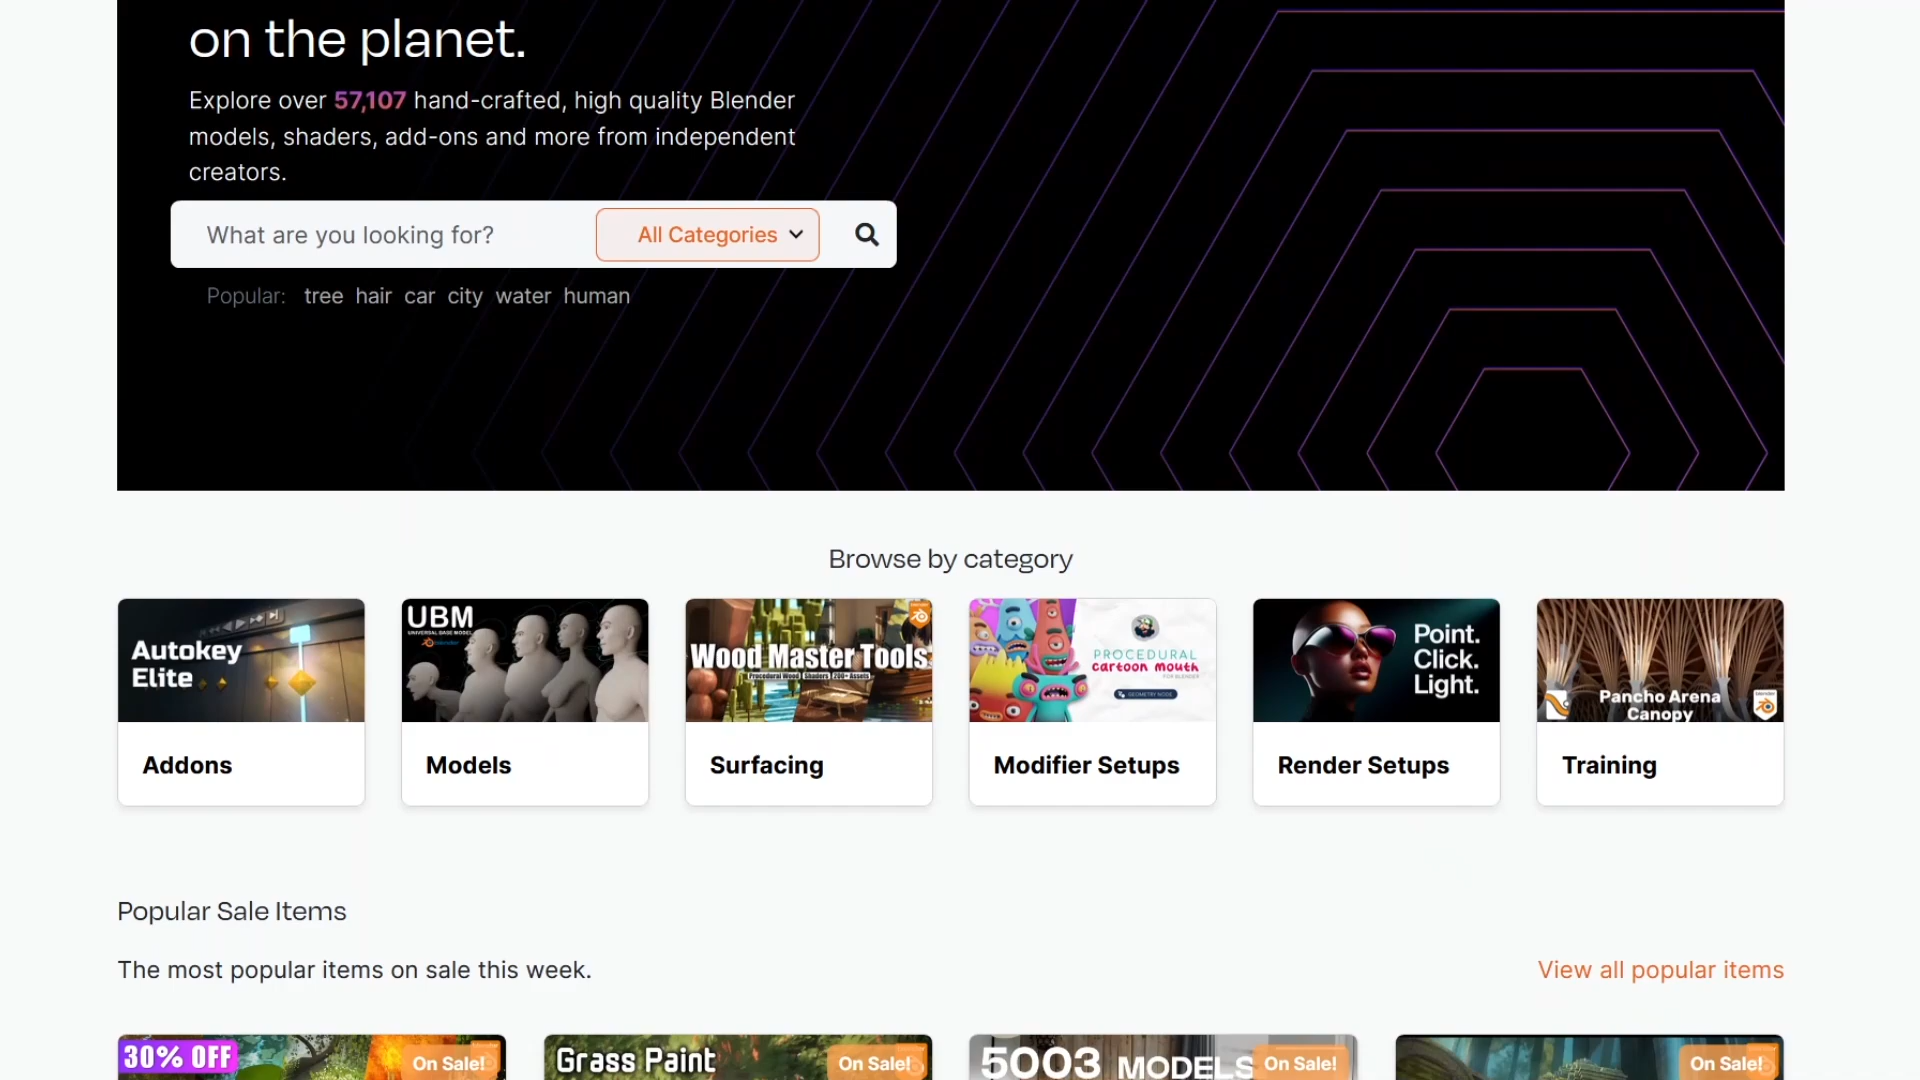 on the planet.
Explore over 57,107 hand-crafted, high quality Blender
models, shaders, add-ons and more from independent
creators.
What are you looking for?
All Categories
Popular: tree hair car city water human
Browse by category
Autokey
Elite
Addons
UBM
UNIVERSAL BASE MODEL
Models
Wood Master Tools
Procedural Wood | Shaders | 200+ Assets
Surfacing
PROCEDURAL
cartoon mouth
FOR BLENDER
GEOMETRY NODE
Modifier Setups
Point.
Click.
Light.
Render Setups
Pancho Arena
Canopy
Training
Popular Sale Items
The most popular items on sale this week.
View all popular items
30% OFF
On Sale!
Grass Paint
On Sale!
5003 MODELS
On Sale!
On Sale!